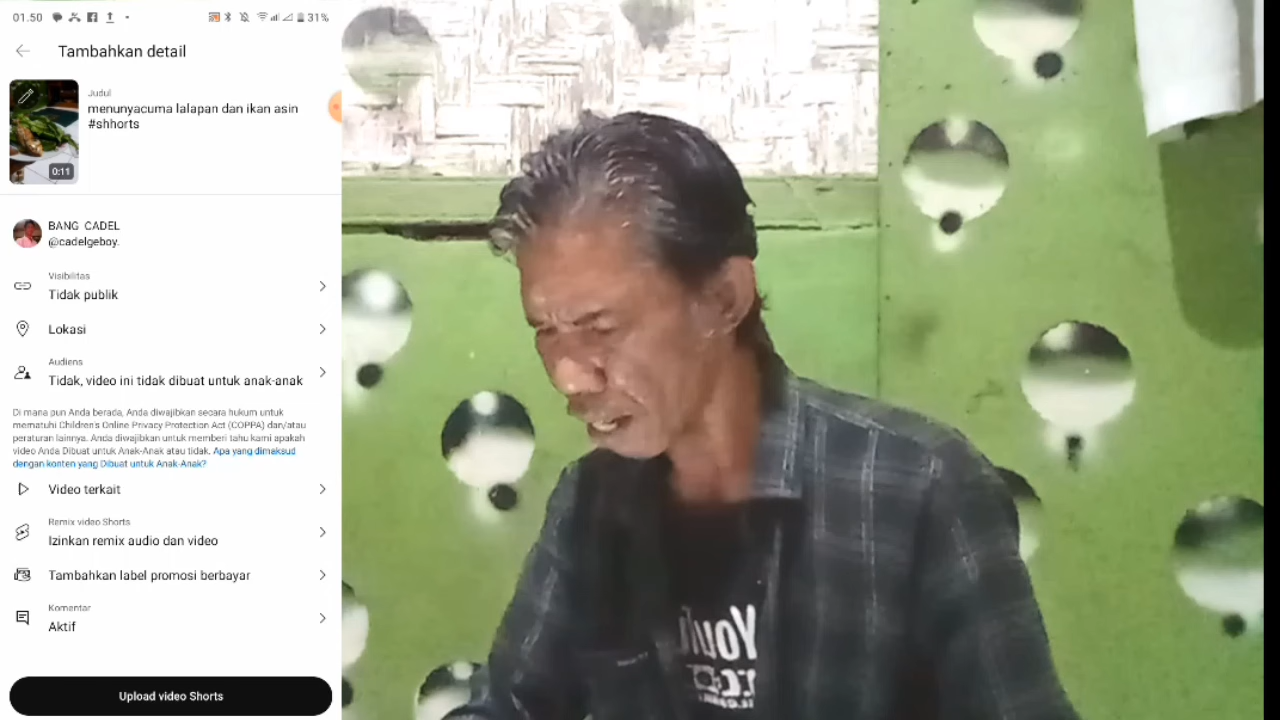 01.50
31%
Tambahkan detail
Judul
menunyacuma lalapan dan ikan asin
#shhorts
0:11
BANG CADEL
@cadelgeboy.
Visibilitas
Tidak publik
Lokasi
Audiens
Tidak, video ini tidak dibuat untuk anak-anak
Di mana pun Anda berada, Anda diwajibkan secara hukum untuk
mematuhi Children's Online Privacy Protection Act (COPPA) dan/atau
peraturan lainnya. Anda diwajibkan untuk memberi tahu kami apakah
video Anda Dibuat untuk Anak-Anak atau tidak. Apa yang dimaksud
dengan konten yang Dibuat untuk Anak-Anak?
Video terkait
Remix video Shorts
Izinkan remix audio dan video
Tambahkan label promosi berbayar
Komentar
Aktif
Upload video Shorts